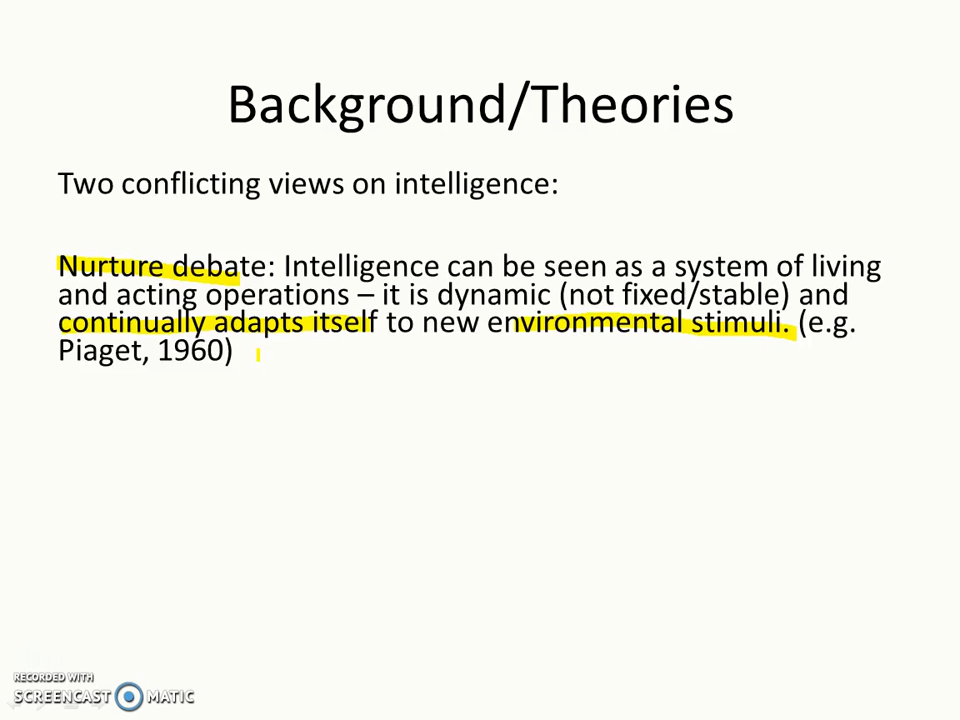 Background/Theories
Two conflicting views on intelligence:
Nurture debate: Intelligence can be seen as a system of living
and acting operations – it is dynamic (not fixed/stable) and
continually adapts itself to new environmental stimuli. (e.g.
Piaget, 1960)
RECORDED WITH
SCREENCAST MATIC